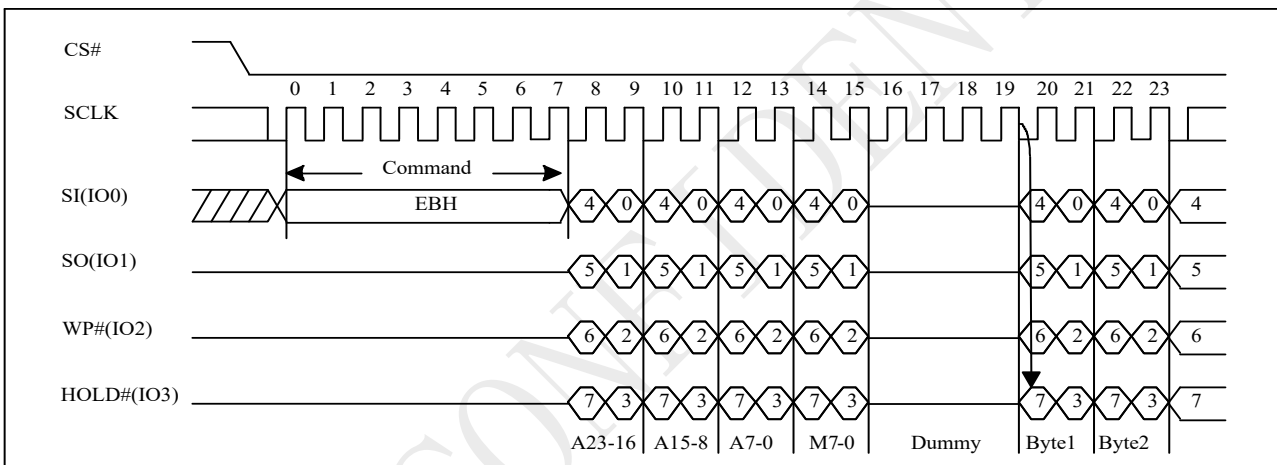 CS#
0 1 2 3 4 5 6 7 8 9 10 11 12 13 14 15 16 17 18 19 20 21 22 23
SCLK
Command
SI(IO0) EBH 4 0 4 0 4 0 4 0 4 0 4 0 4
SO(IO1) 5 1 5 1 5 1 5 1 5 1 5 1 5
WP#(IO2) 6 2 6 2 6 2 6 2 6 2 6 2 6
HOLD#(IO3) 7 3 7 3 7 3 7 3 7 3 7 3 7
A23-16 A15-8 A7-0 M7-0 Dummy Byte1 Byte2